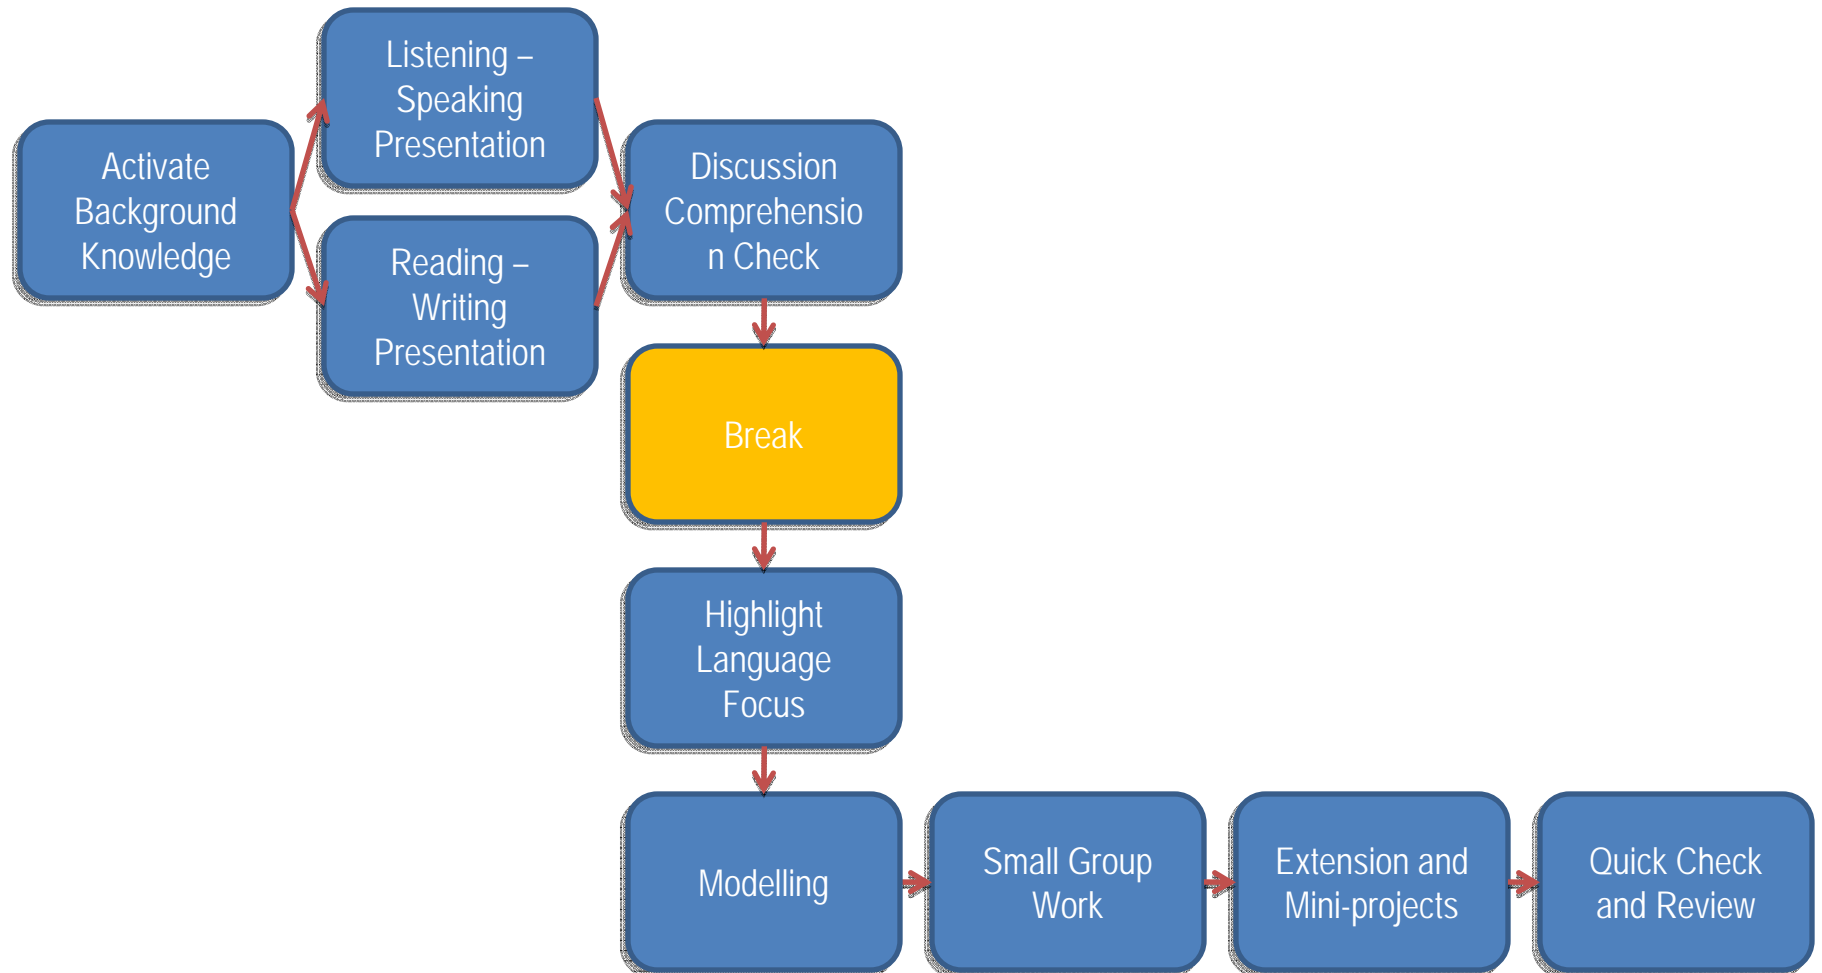 Activate
Background
Knowledge
Listening –
Speaking
Presentation
Reading –
Writing
Presentation
Discussion
Comprehensio
n Check
Break
Highlight
Language
Focus
Modelling
Small Group
Work
Extension and
Mini-projects
Quick Check
and Review